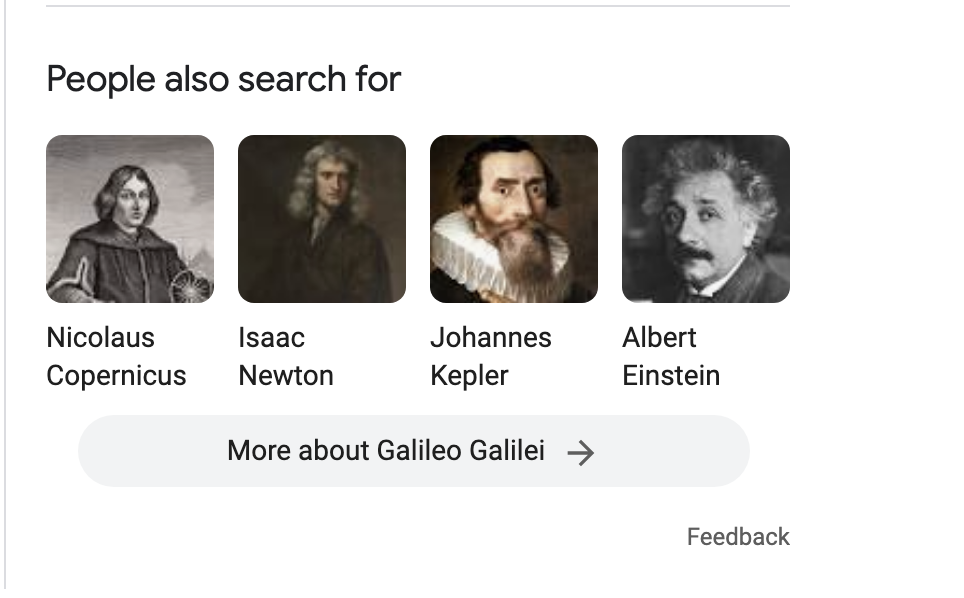 People also search for
Nicolaus
Copernicus
Isaac
Newton
Johannes
Kepler
Albert
Einstein
More about Galileo Galilei →
Feedback